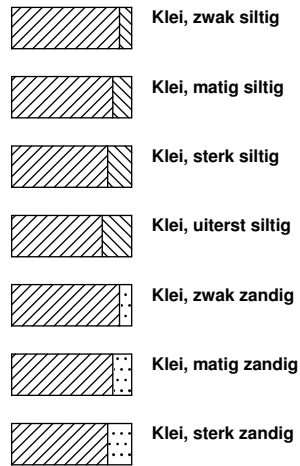 Klei, zwak siltig
Klei, matig siltig
Klei, sterk siltig
Klei, uiterst siltig
Klei, zwak zandig
Klei, matig zandig
Klei, sterk zandig